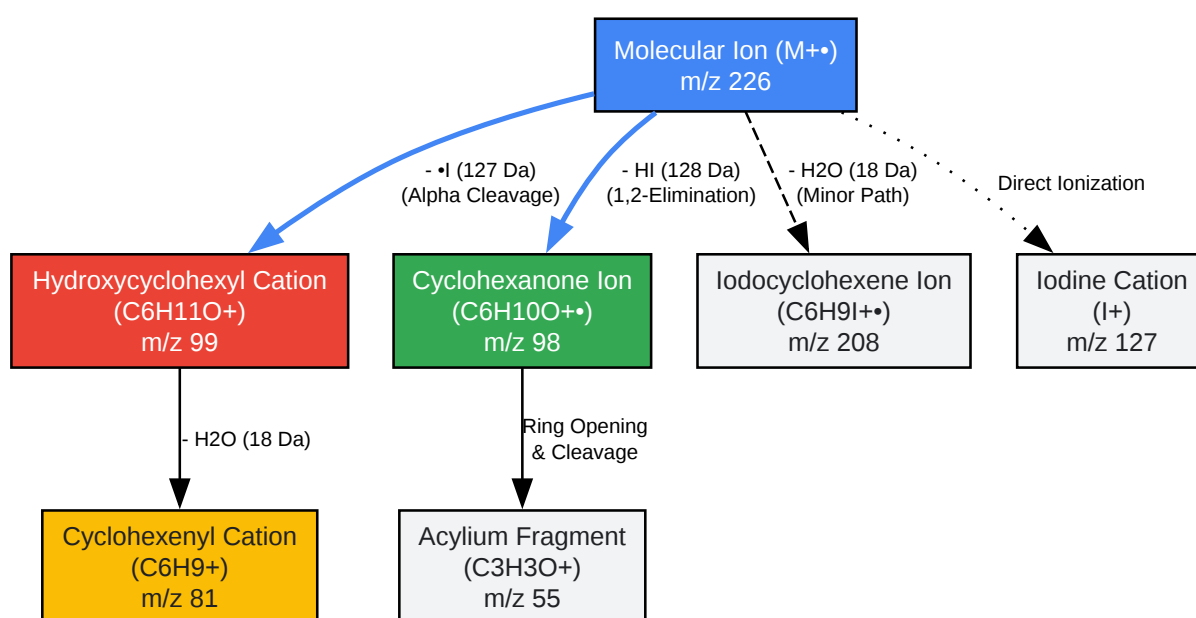 Molecular Ion (M+•)
m/z 226
- •I (127 Da)
(Alpha Cleavage)
- HI (128 Da)
(1,2-Elimination)
- H2O (18 Da)
(Minor Path)
Direct Ionization
Hydroxycyclohexyl Cation
(C6H11O+)
m/z 99
Cyclohexanone Ion
(C6H10O+•)
m/z 98
Iodocyclohexene Ion
(C6H9I+•)
m/z 208
Iodine Cation
(I+)
m/z 127
- H2O (18 Da)
Ring Opening
& Cleavage
Cyclohexenyl Cation
(C6H9+)
m/z 81
Acylium Fragment
(C3H3O+)
m/z 55